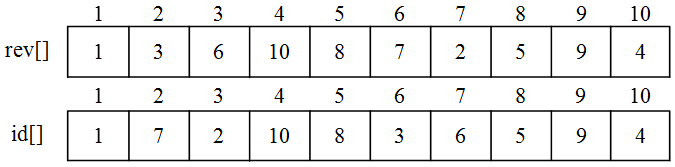 1 2 3 4 5 6 7 8 9 10
rev[] 1 3 6 10 8 7 2 5 9 4
1 2 3 4 5 6 7 8 9 10
id[] 1 7 2 10 8 3 6 5 9 4